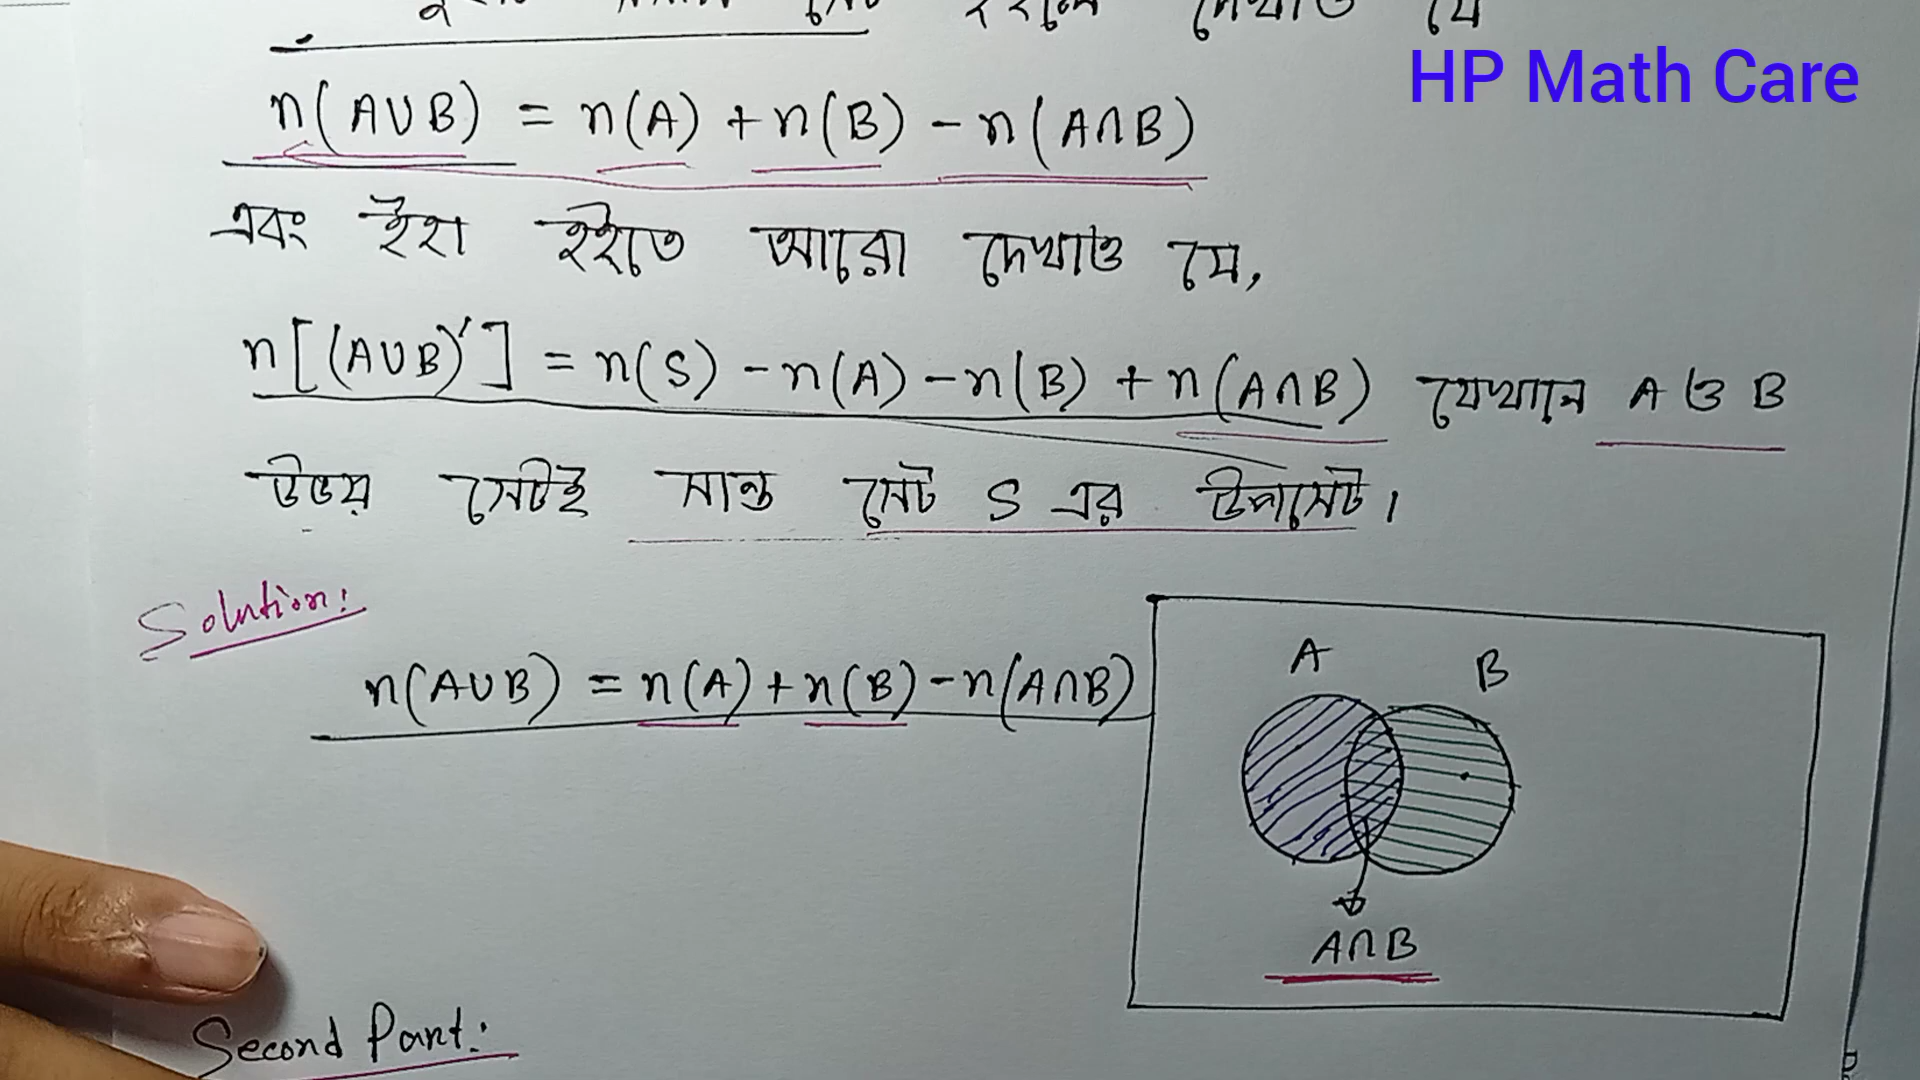 দেখাও যে
HP Math Care
n(A∪B) = n(A) + n(B) - n(A∩B)
এবং ইহা হইতে আরো দেখাও যে,
n[(A∪B)′] = n(S) - n(A) - n(B) + n(A∩B) যেখানে A ও B
উভয় সেটই সান্ত সেট S এর উপসেট।
Solution:
n(A∪B) = n(A) + n(B) - n(A∩B)
A
B
A∩B
Second Part: